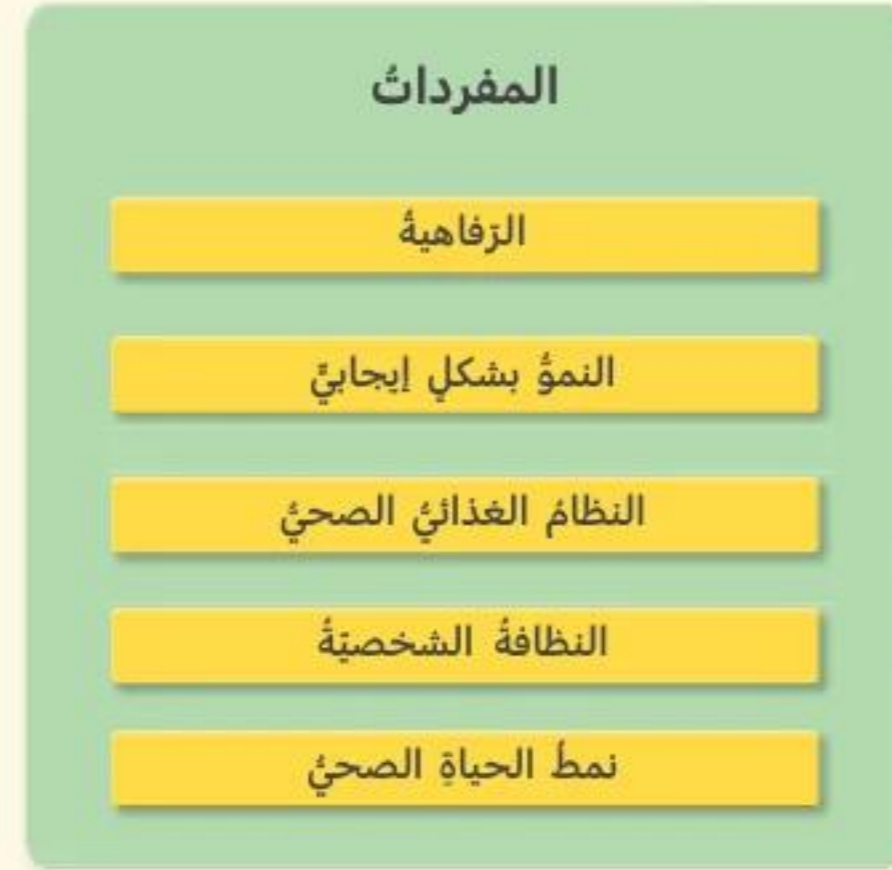 المفرداتُ
الرّفاهيةُ
النموُّ بشكلٍ إيجابيٍّ
النظامُ الغذائيُّ الصحيُّ
النظافةُ الشخصيّةُ
نمطُ الحياةِ الصحيُّ